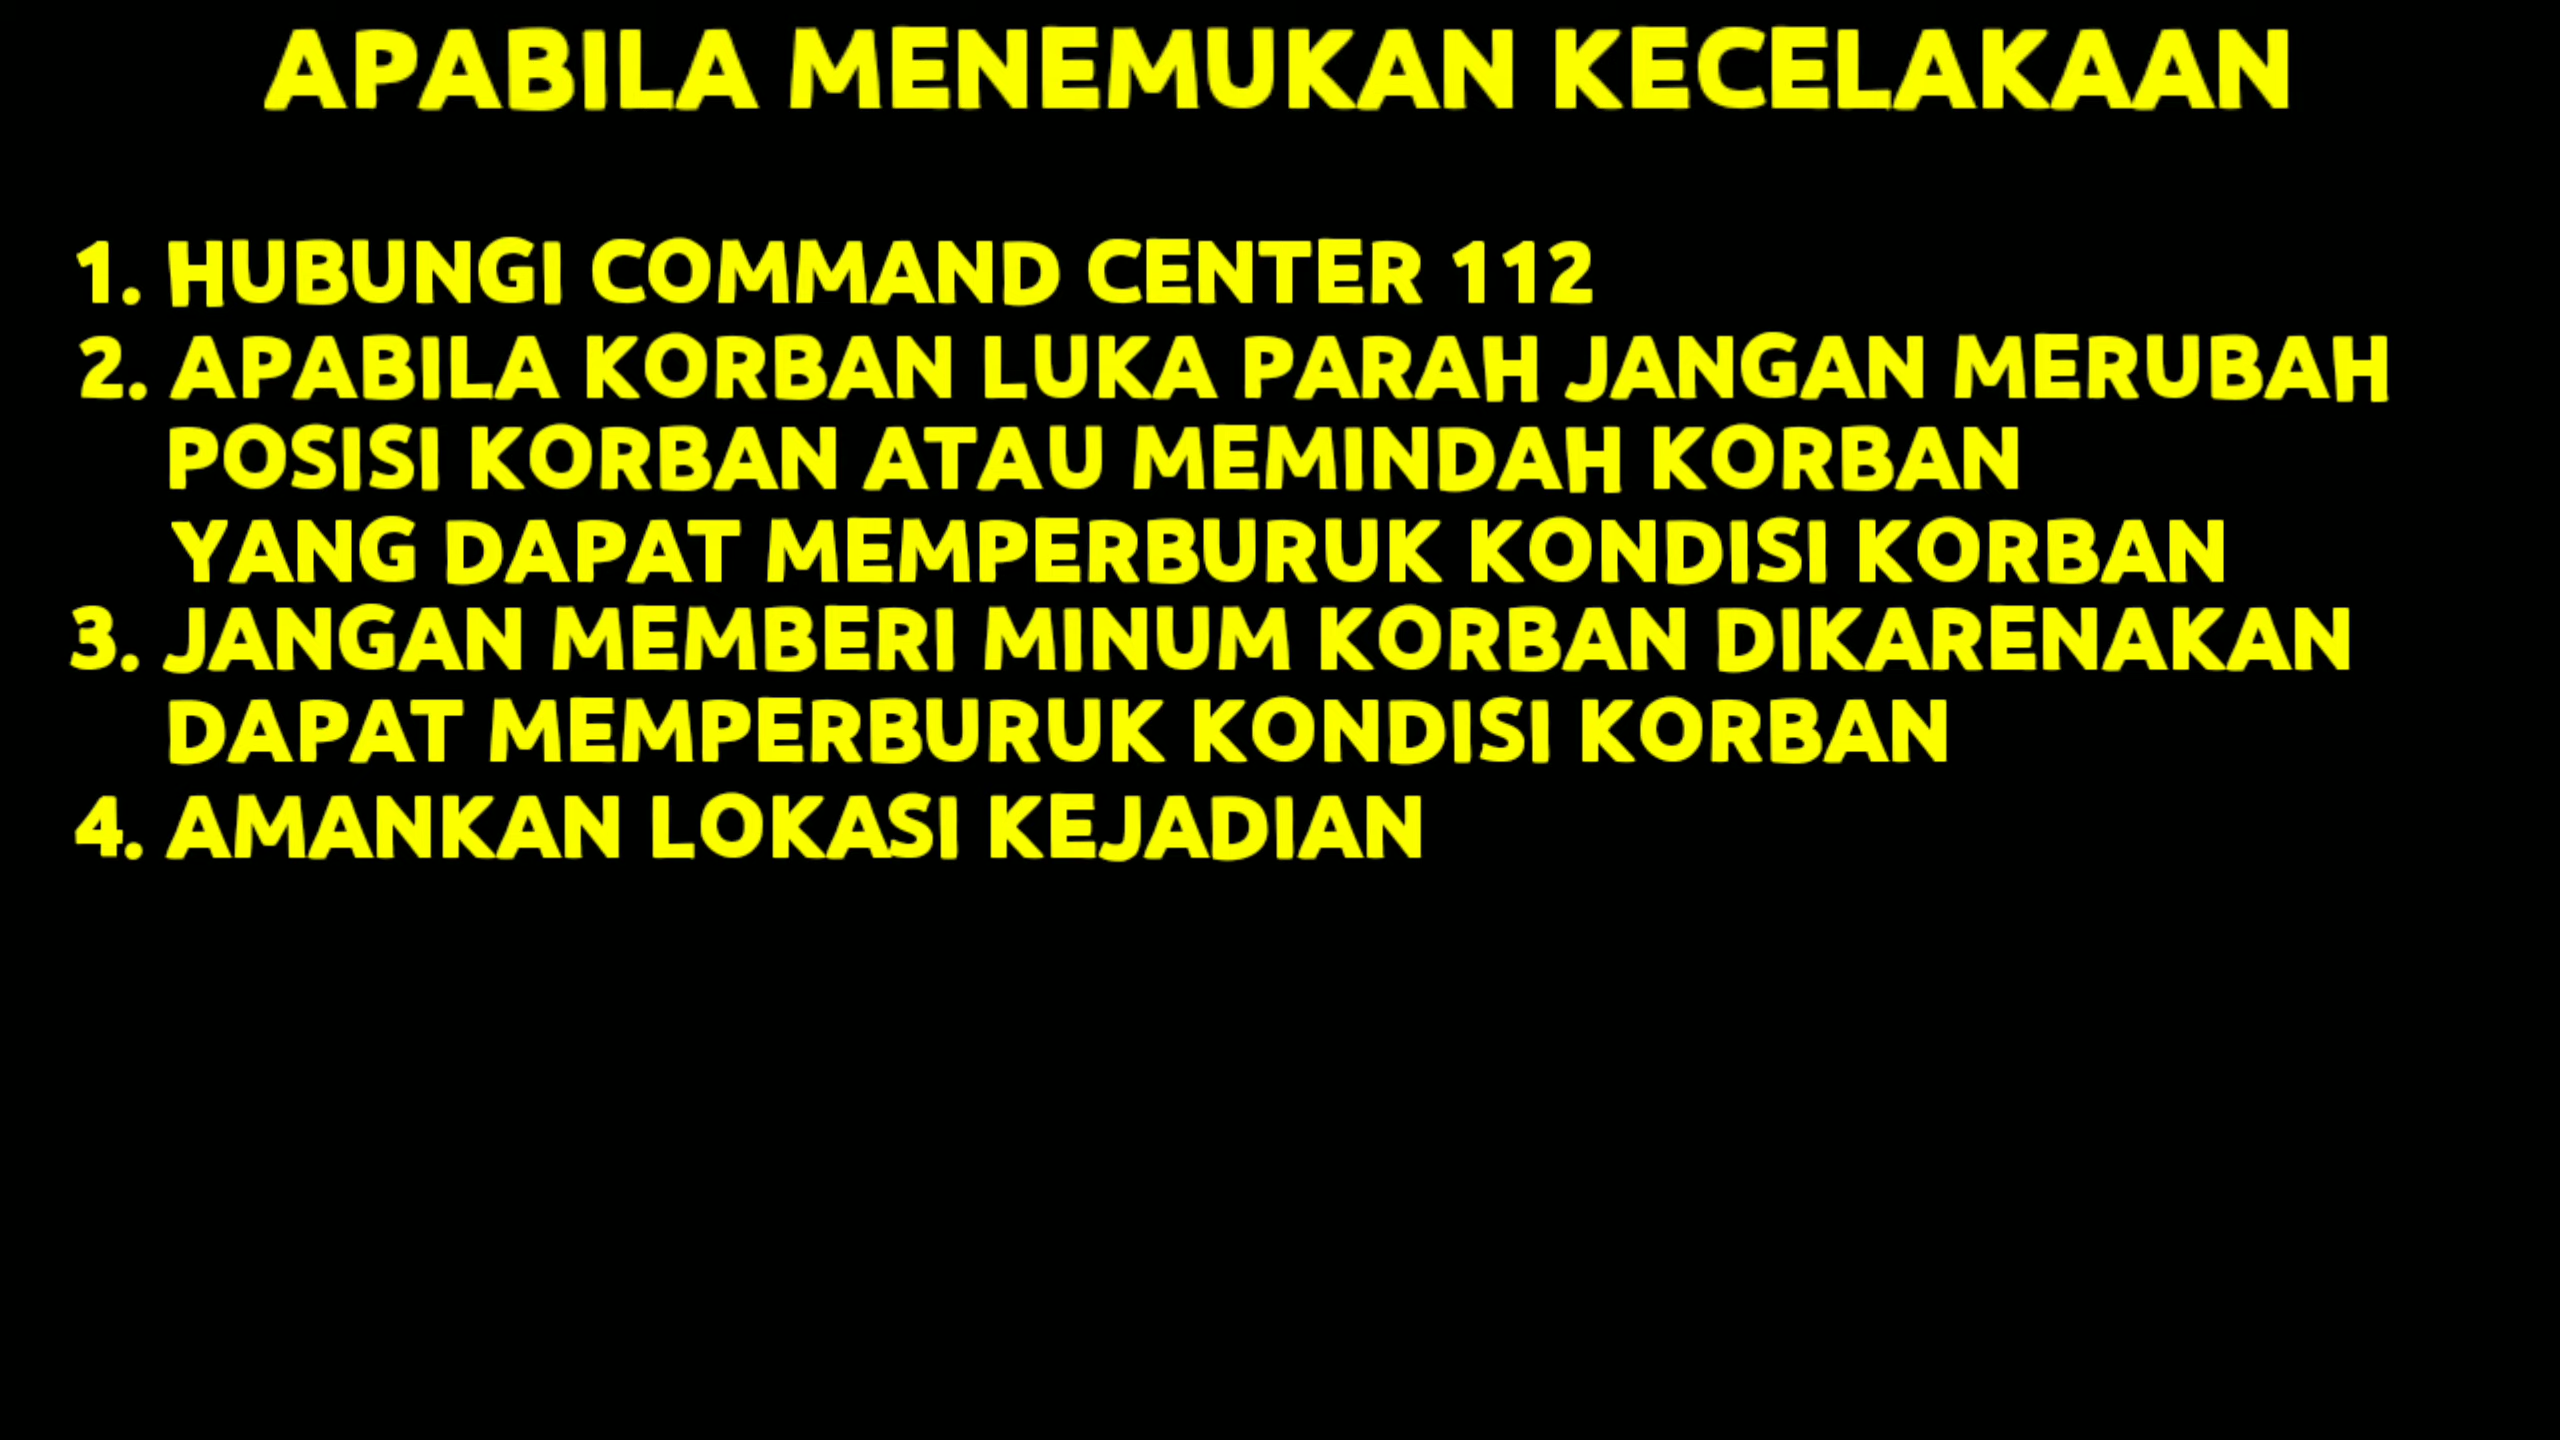 APABILA MENEMUKAN KECELAKAAN
1. HUBUNGI COMMAND CENTER 112
2. APABILA KORBAN LUKA PARAH JANGAN MERUBAH
POSISI KORBAN ATAU MEMINDAH KORBAN
YANG DAPAT MEMPERBURUK KONDISI KORBAN
3. JANGAN MEMBERI MINUM KORBAN DIKARENAKAN
DAPAT MEMPERBURUK KONDISI KORBAN
4. AMANKAN LOKASI KEJADIAN